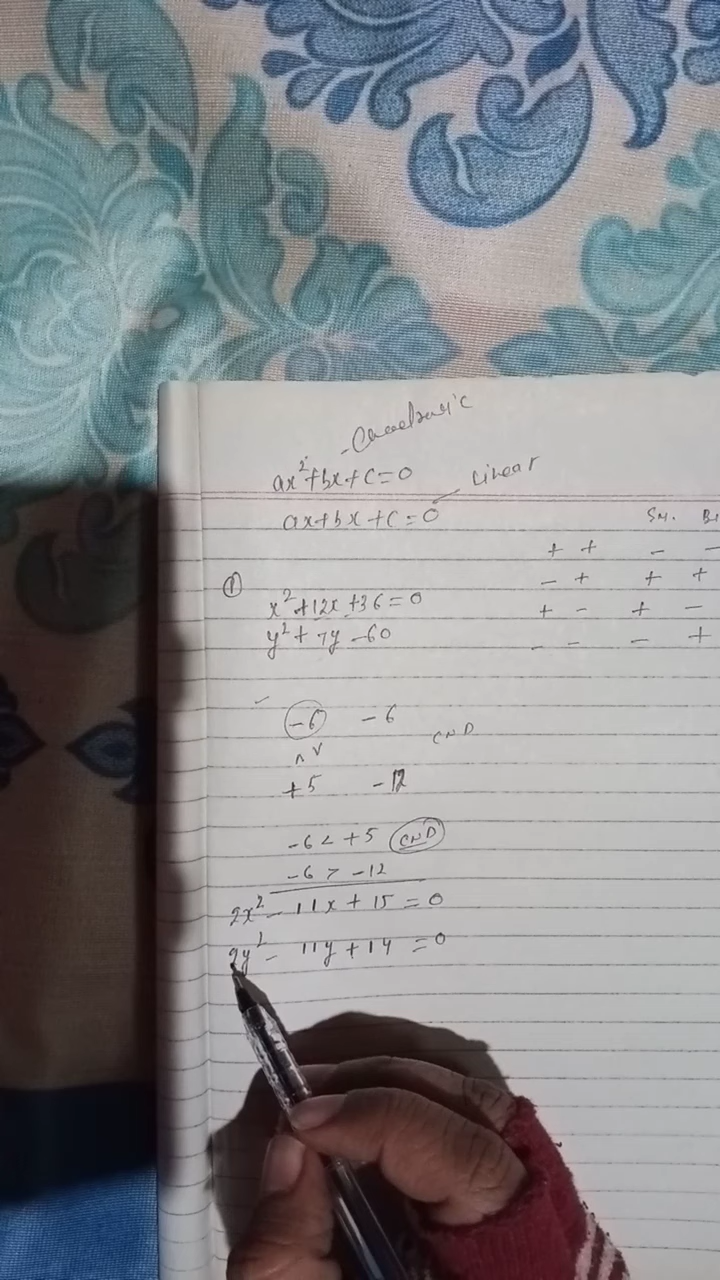 ax²+bx+c=0
Linear
ax+bx+c=0
Sm.
+ + - -
①
- + + +
x²+12x+36=0
+ - + -
y²+7y-60
- - - +
-6 -6
CND
∧ ∨
+5 -12
-6 < +5 CND
-6 > -12
2x² - 11x + 15 = 0
2y² - 11y + 14 = 0